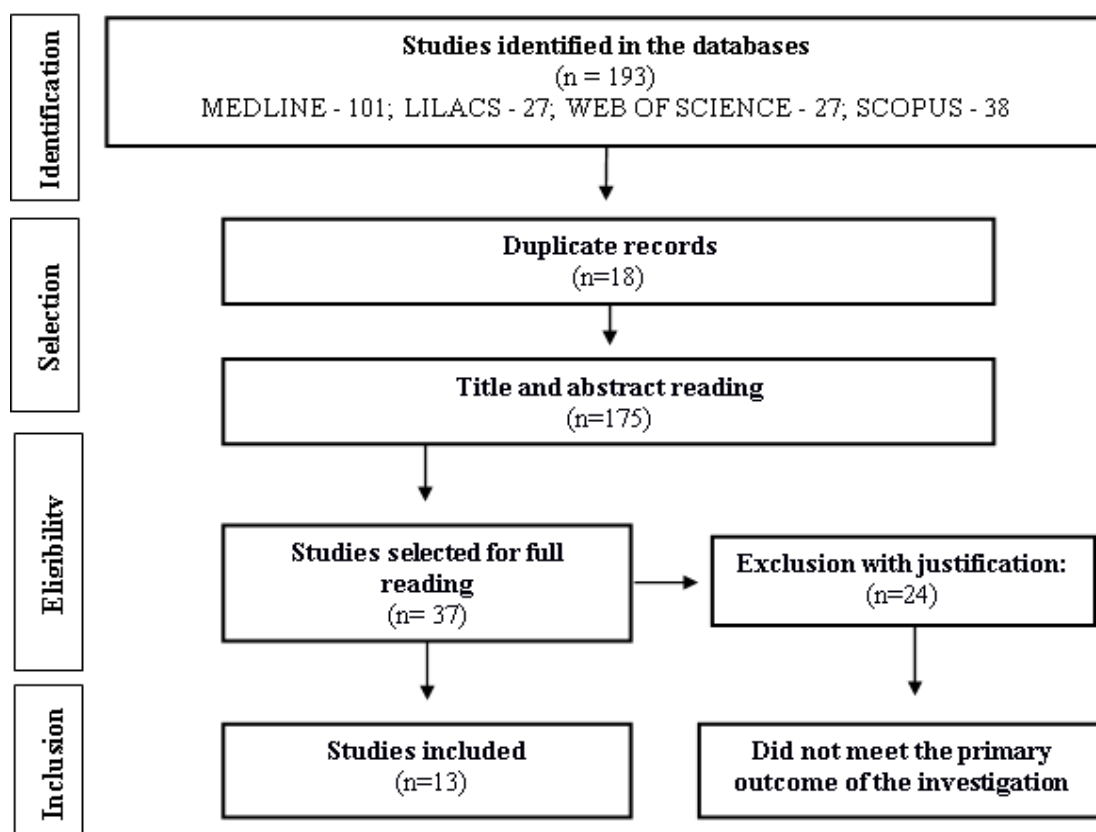 Identification
Studies identified in the databases
(n = 193)
MEDLINE - 101; LILACS - 27; WEB OF SCIENCE - 27; SCOPUS - 38
Selection
Duplicate records
(n=18)
Title and abstract reading
(n=175)
Eligibility
Studies selected for full
reading
(n= 37)
Exclusion with justification:
(n=24)
Inclusion
Studies included
(n=13)
Did not meet the primary
outcome of the investigation